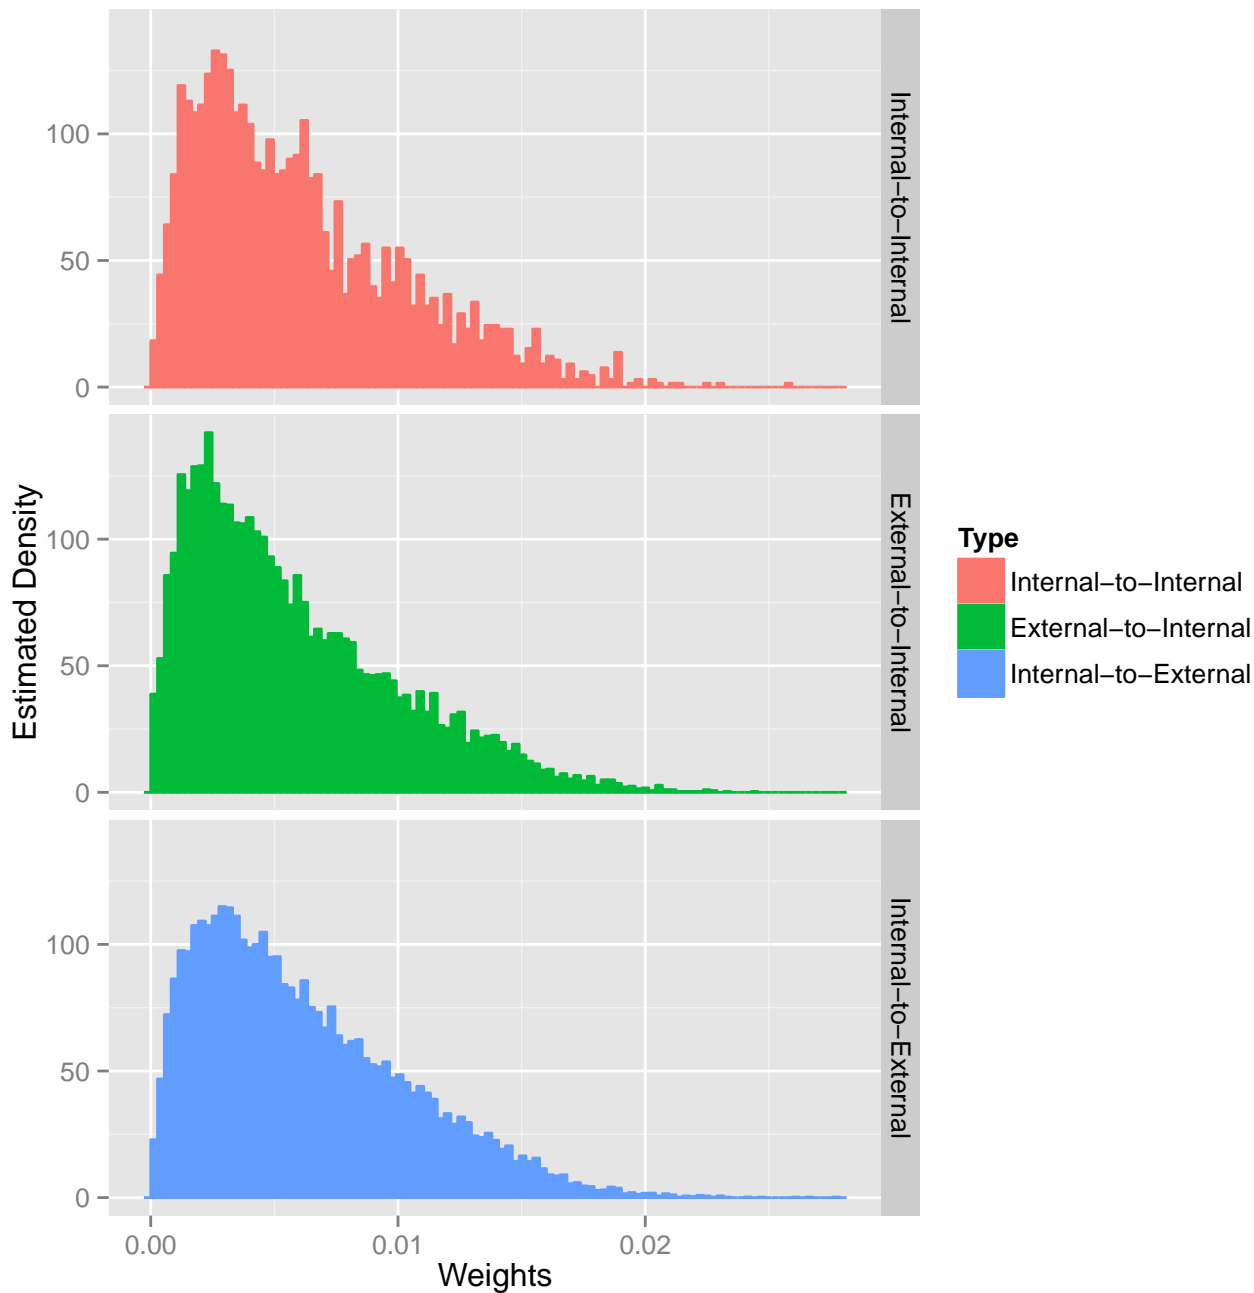 Estimated Density
100
50
0
Internal−to−Internal
100
50
0
External−to−Internal
100
50
0
Internal−to−External
0.00
0.01
0.02
Weights
Type
Internal−to−Internal
External−to−Internal
Internal−to−External